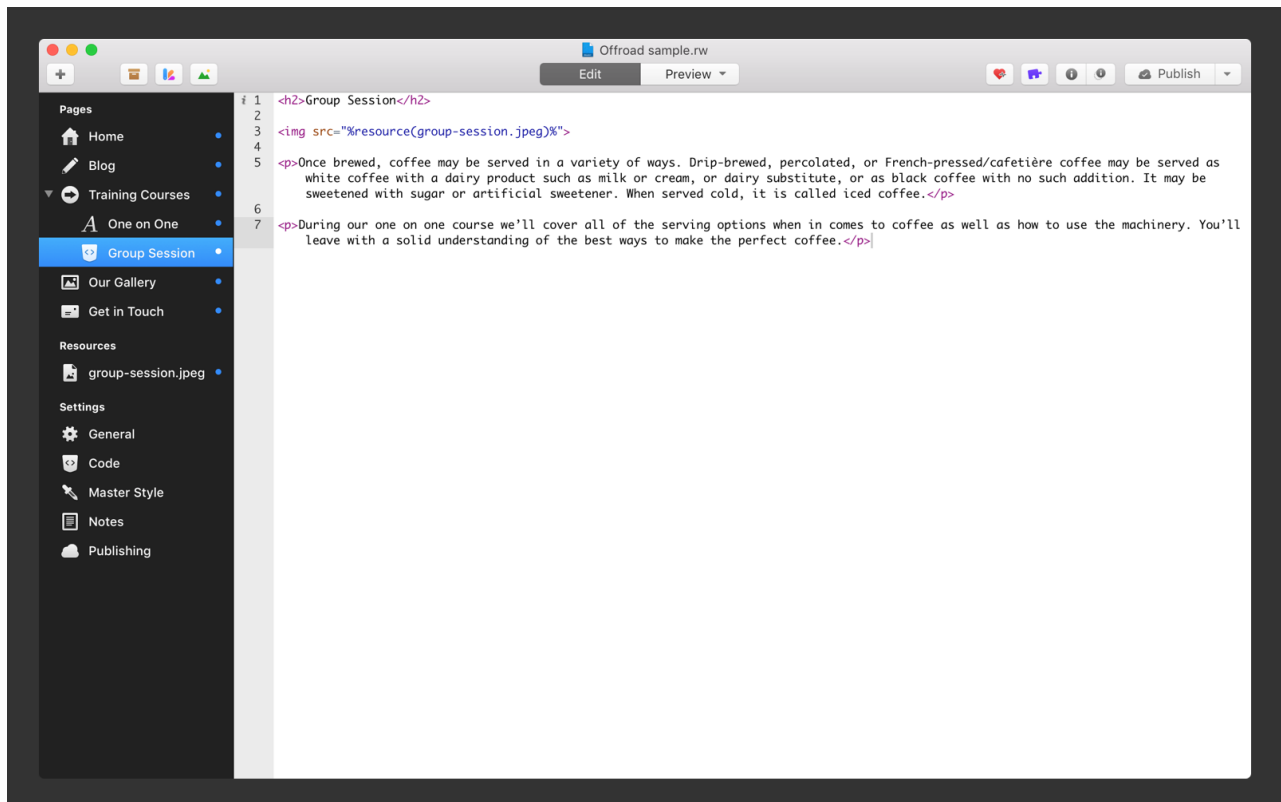 Offroad sample.rw
Edit
Preview
Publish
Pages
Home
Blog
Training Courses
A One on One
Group Session
Our Gallery
Get in Touch
Resources
group-session.jpeg
Settings
General
Code
Master Style
Notes
Publishing
i 1 <h2>Group Session</h2>
2
3 <img src="%resource(group-session.jpeg)%">
4
5 <p>Once brewed, coffee may be served in a variety of ways. Drip-brewed, percolated, or French-pressed/cafetière coffee may be served as
white coffee with a dairy product such as milk or cream, or dairy substitute, or as black coffee with no such addition. It may be
sweetened with sugar or artificial sweetener. When served cold, it is called iced coffee.</p>
6
7 <p>During our one on one course we’ll cover all of the serving options when in comes to coffee as well as how to use the machinery. You’ll
leave with a solid understanding of the best ways to make the perfect coffee.</p>